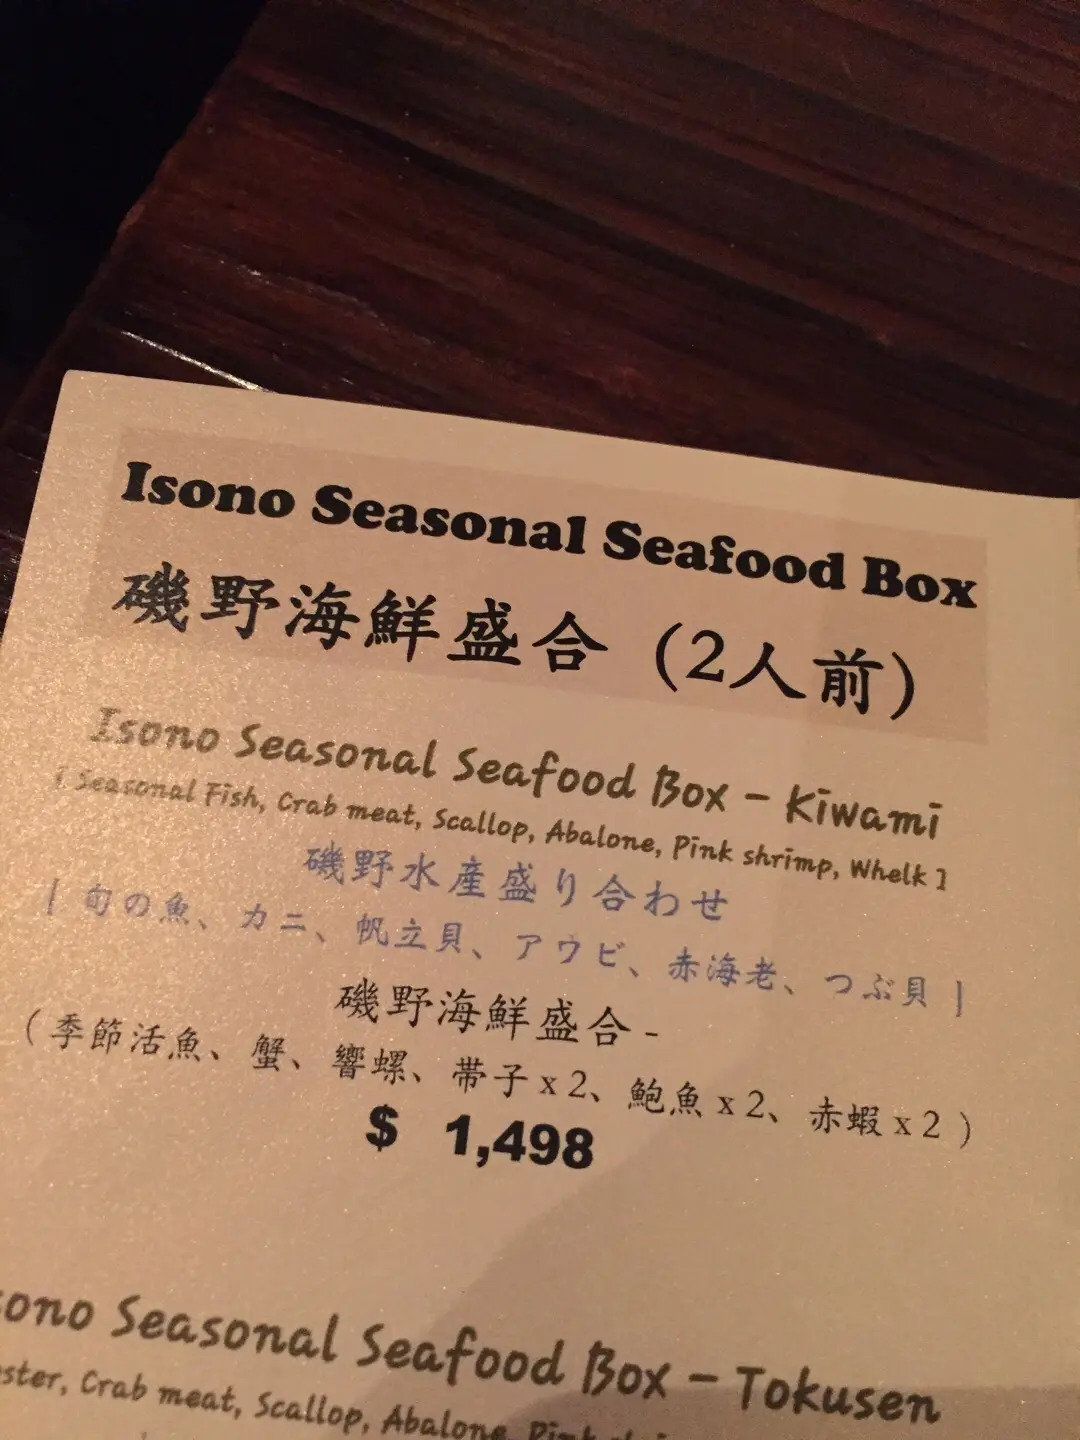 Isono Seasonal Seafood Box
磯野海鮮盛合（2人前）
Isono Seasonal Seafood Box - Kiwami
[ Seasonal Fish, Crab meat, Scallop, Abalone, Pink shrimp, Whelk ]
磯野水産盛り合わせ
| 旬の魚、カニ、帆立貝、アワビ、赤海老、つぶ貝 |
磯野海鮮盛合 -
（季節活魚、蟹、響螺、帯子 x 2、鮑魚 x 2、赤蝦 x 2 )
$ 1,498
sono Seasonal Seafood Box - Tokusen
ster, Crab meat, Scallop, Abalone, Pink